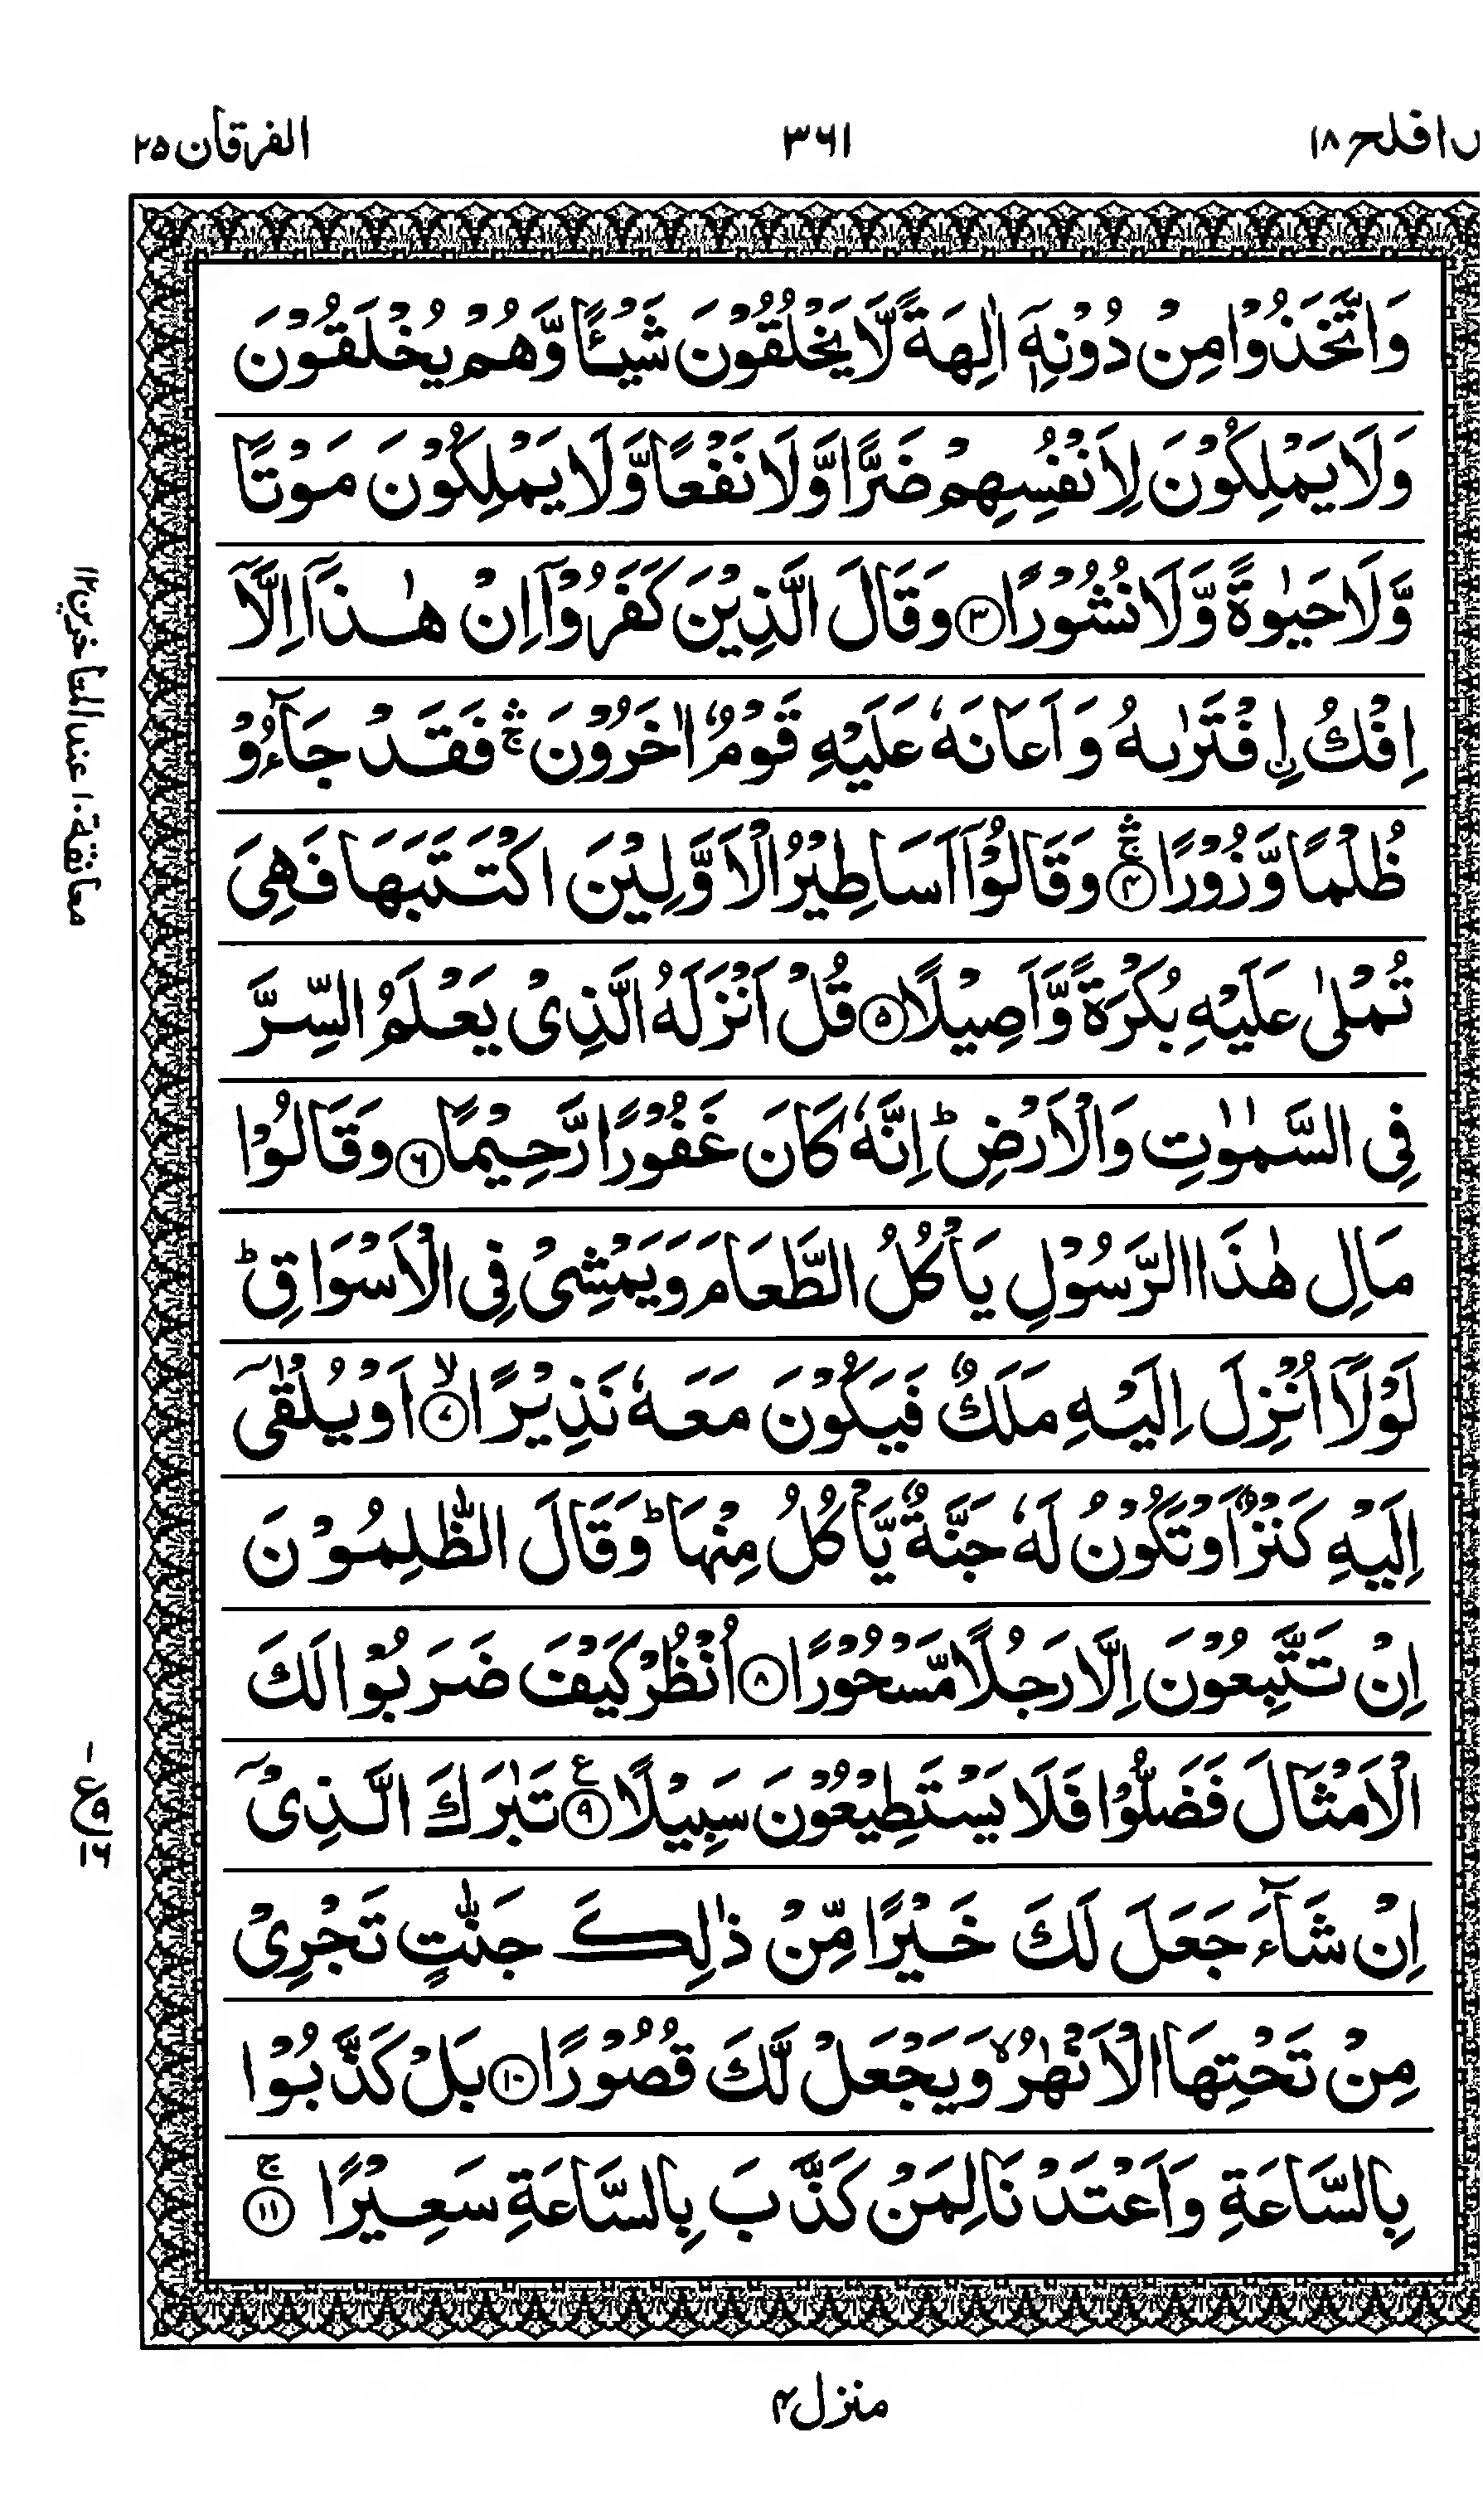 الفرقان ۲۵
۳۶۱
افلح ۱۸
وَاتَّخَذُوْا مِنْ دُوْنِهٖۤ اٰلِهَةً لَّا يَخْلُقُوْنَ شَيْـًٔا وَّهُمْ يُخْلَقُوْنَ
وَلَا يَمْلِكُوْنَ لِاَنْفُسِهِمْ ضَرًّا وَّلَا نَفْعًا وَّلَا يَمْلِكُوْنَ مَوْتًا
وَّلَا حَيٰوةً وَّلَا نُشُوْرًا ۝۳ وَقَالَ الَّذِيْنَ كَفَرُوْۤا اِنْ هٰذَاۤ اِلَّاۤ
اِفْكُ اِ۟فْتَرٰىهُ وَاَعَانَهٗ عَلَيْهِ قَوْمٌ اٰخَرُوْنَ ۛۚ فَقَدْ جَآءُوْ
ظُلْمًا وَّزُوْرًا ۝۴ ۛۚ وَقَالُوْۤا اَسَاطِيْرُ الْاَوَّلِيْنَ اكْتَتَبَهَا فَهِيَ
تُمْلٰى عَلَيْهِ بُكْرَةً وَّاَصِيْلًا ۝۵ قُلْ اَنْزَلَهُ الَّذِيْ يَعْلَمُ السِّرَّ
فِي السَّمٰوٰتِ وَالْاَرْضِ ؕ اِنَّهٗ كَانَ غَفُوْرًا رَّحِيْمًا ۝۶ وَقَالُوْا
مَالِ هٰذَا الرَّسُوْلِ يَاْكُلُ الطَّعَامَ وَيَمْشِيْ فِي الْاَسْوَاقِ ؕ
لَوْلَاۤ اُنْزِلَ اِلَيْهِ مَلَكٌ فَيَكُوْنَ مَعَهٗ نَذِيْرًا ۝۷ ۙ اَوْ يُلْقٰۤى
اِلَيْهِ كَنْزٌ اَوْ تَكُوْنُ لَهٗ جَنَّةٌ يَّاْكُلُ مِنْهَا ؕ وَقَالَ الظّٰلِمُوْنَ
اِنْ تَتَّبِعُوْنَ اِلَّا رَجُلًا مَّسْحُوْرًا ۝۸ اُنْظُرْ كَيْفَ ضَرَبُوْا لَكَ
الْاَمْثَالَ فَضَلُّوْا فَلَا يَسْتَطِيْعُوْنَ سَبِيْلًا ۝۹ ع تَبٰرَكَ الَّذِيْۤ
اِنْ شَآءَ جَعَلَ لَكَ خَيْرًا مِّنْ ذٰلِكَ جَنّٰتٍ تَجْرِيْ
مِنْ تَحْتِهَا الْاَنْهٰرُ ۙ وَيَجْعَلْ لَّكَ قُصُوْرًا ۝۱۰ بَلْ كَذَّبُوْا
بِالسَّاعَةِ وَاَعْتَدْنَا لِمَنْ كَذَّبَ بِالسَّاعَةِ سَعِيْرًا ۝۱۱ ۚ
معانقة ۱۰ عند المتاخرين ۱۲
منزل ۴